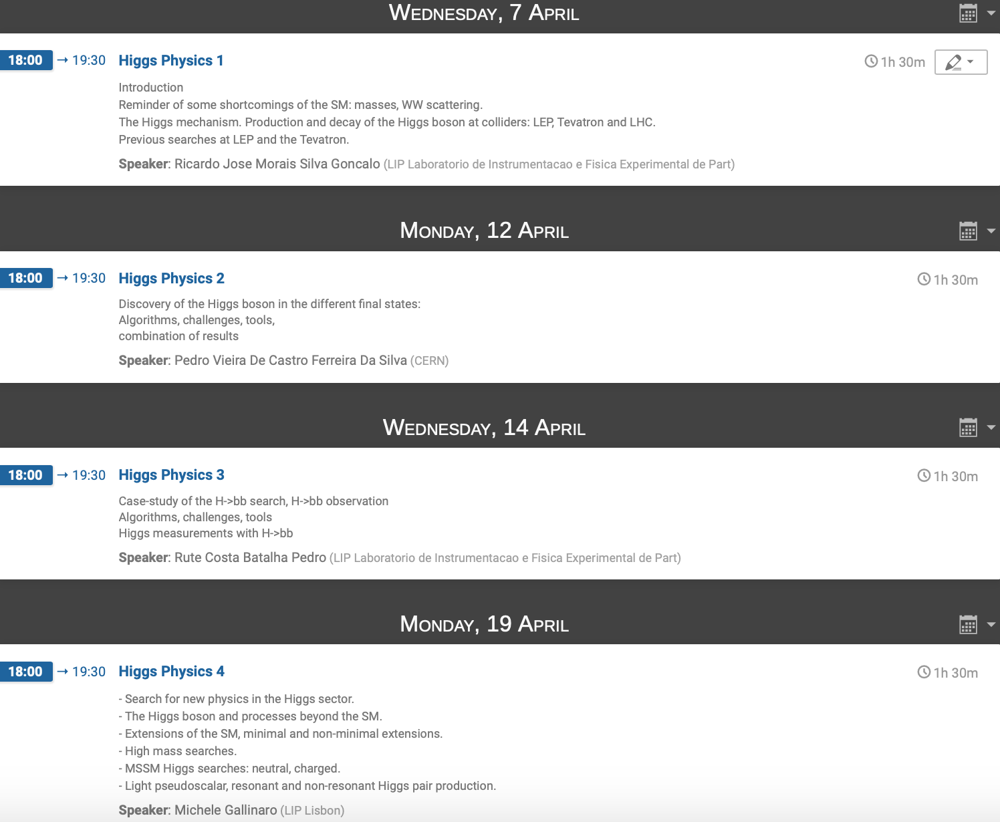 Wednesday, 7 April
18:00 → 19:30 Higgs Physics 1 1h 30m
Introduction
Reminder of some shortcomings of the SM: masses, WW scattering.
The Higgs mechanism. Production and decay of the Higgs boson at colliders: LEP, Tevatron and LHC.
Previous searches at LEP and the Tevatron.
Speaker: Ricardo Jose Morais Silva Goncalo (LIP Laboratorio de Instrumentacao e Fisica Experimental de Part)
Monday, 12 April
18:00 → 19:30 Higgs Physics 2 1h 30m
Discovery of the Higgs boson in the different final states:
Algorithms, challenges, tools,
combination of results
Speaker: Pedro Vieira De Castro Ferreira Da Silva (CERN)
Wednesday, 14 April
18:00 → 19:30 Higgs Physics 3 1h 30m
Case-study of the H->bb search, H->bb observation
Algorithms, challenges, tools
Higgs measurements with H->bb
Speaker: Rute Costa Batalha Pedro (LIP Laboratorio de Instrumentacao e Fisica Experimental de Part)
Monday, 19 April
18:00 → 19:30 Higgs Physics 4 1h 30m
- Search for new physics in the Higgs sector.
- The Higgs boson and processes beyond the SM.
- Extensions of the SM, minimal and non-minimal extensions.
- High mass searches.
- MSSM Higgs searches: neutral, charged.
- Light pseudoscalar, resonant and non-resonant Higgs pair production.
Speaker: Michele Gallinaro (LIP Lisbon)